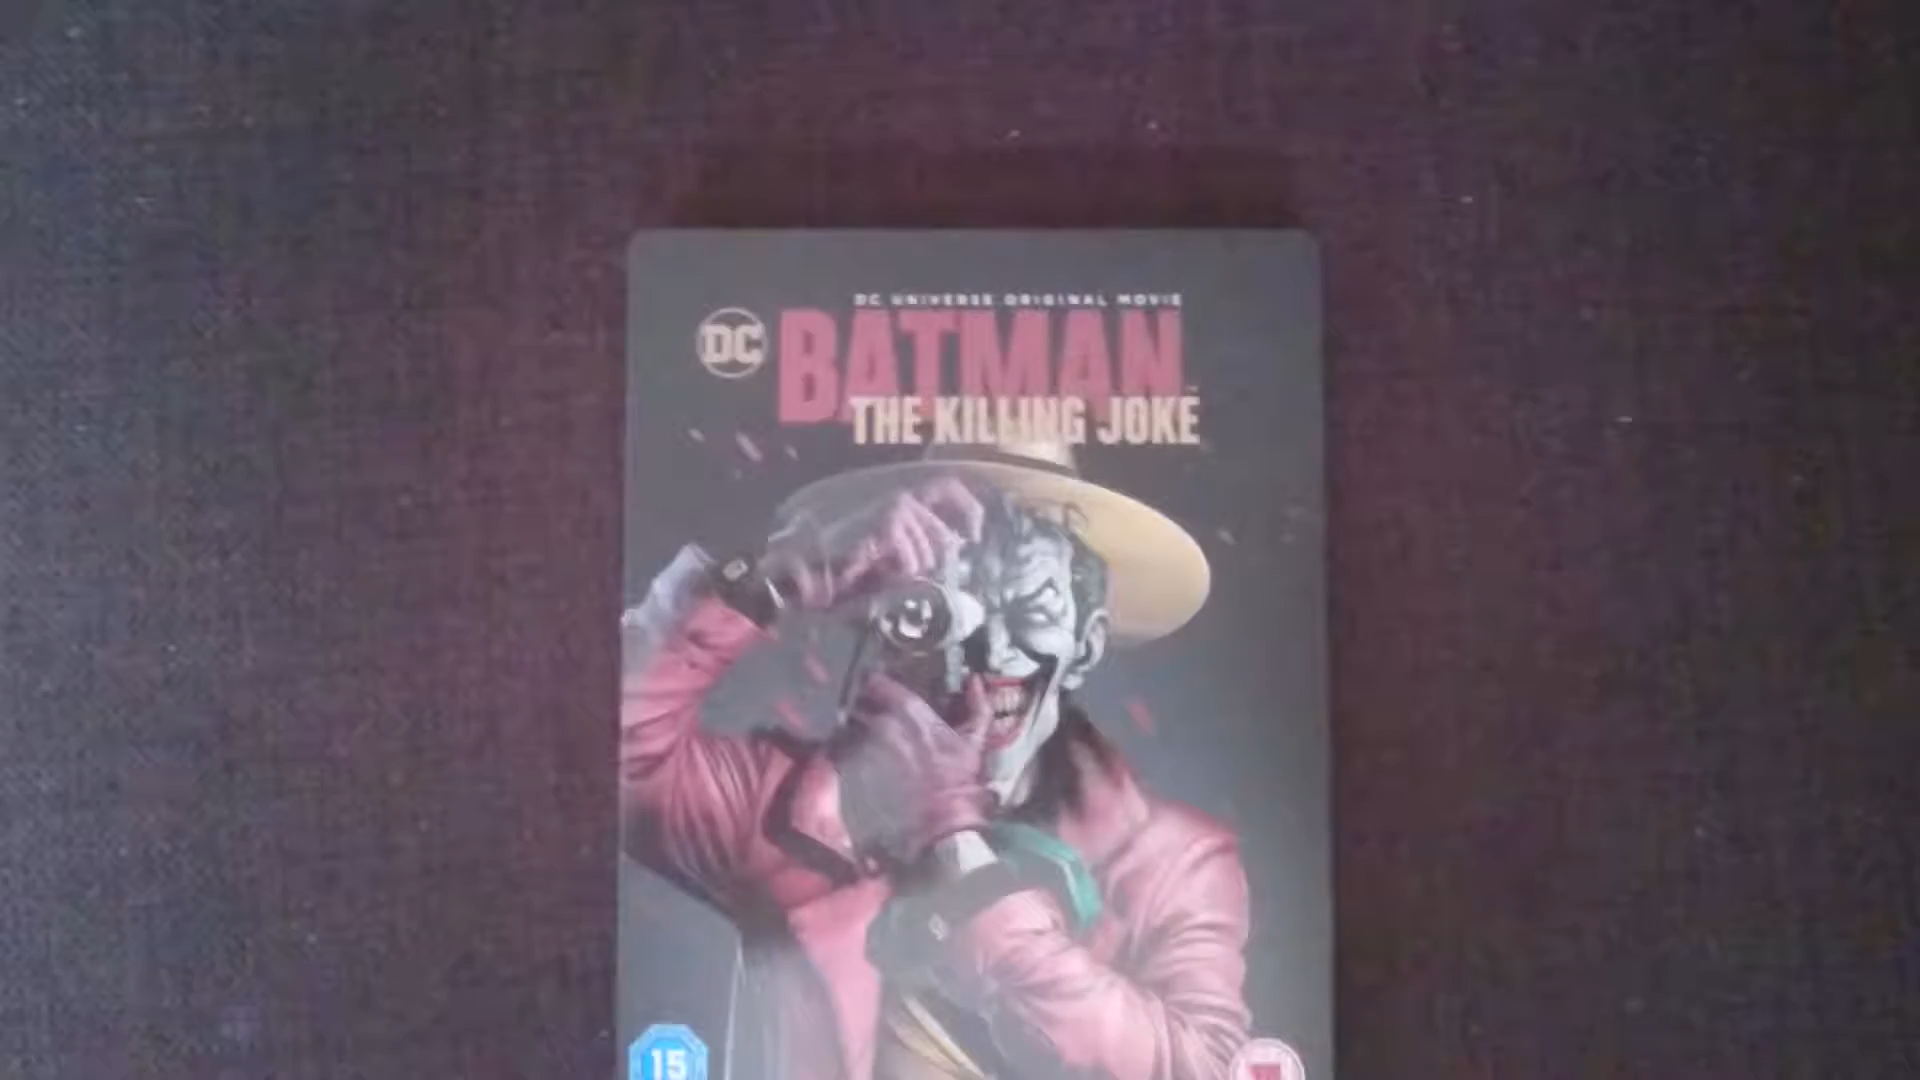 DC UNIVERSE ORIGINAL MOVIE
DC
BATMAN
THE KILLING JOKE
15